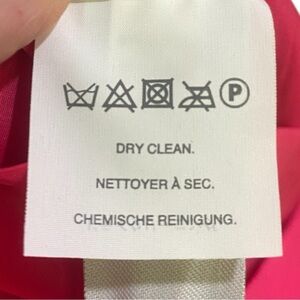 P
DRY CLEAN.
NETTOYER À SEC.
CHEMISCHE REINIGUNG.